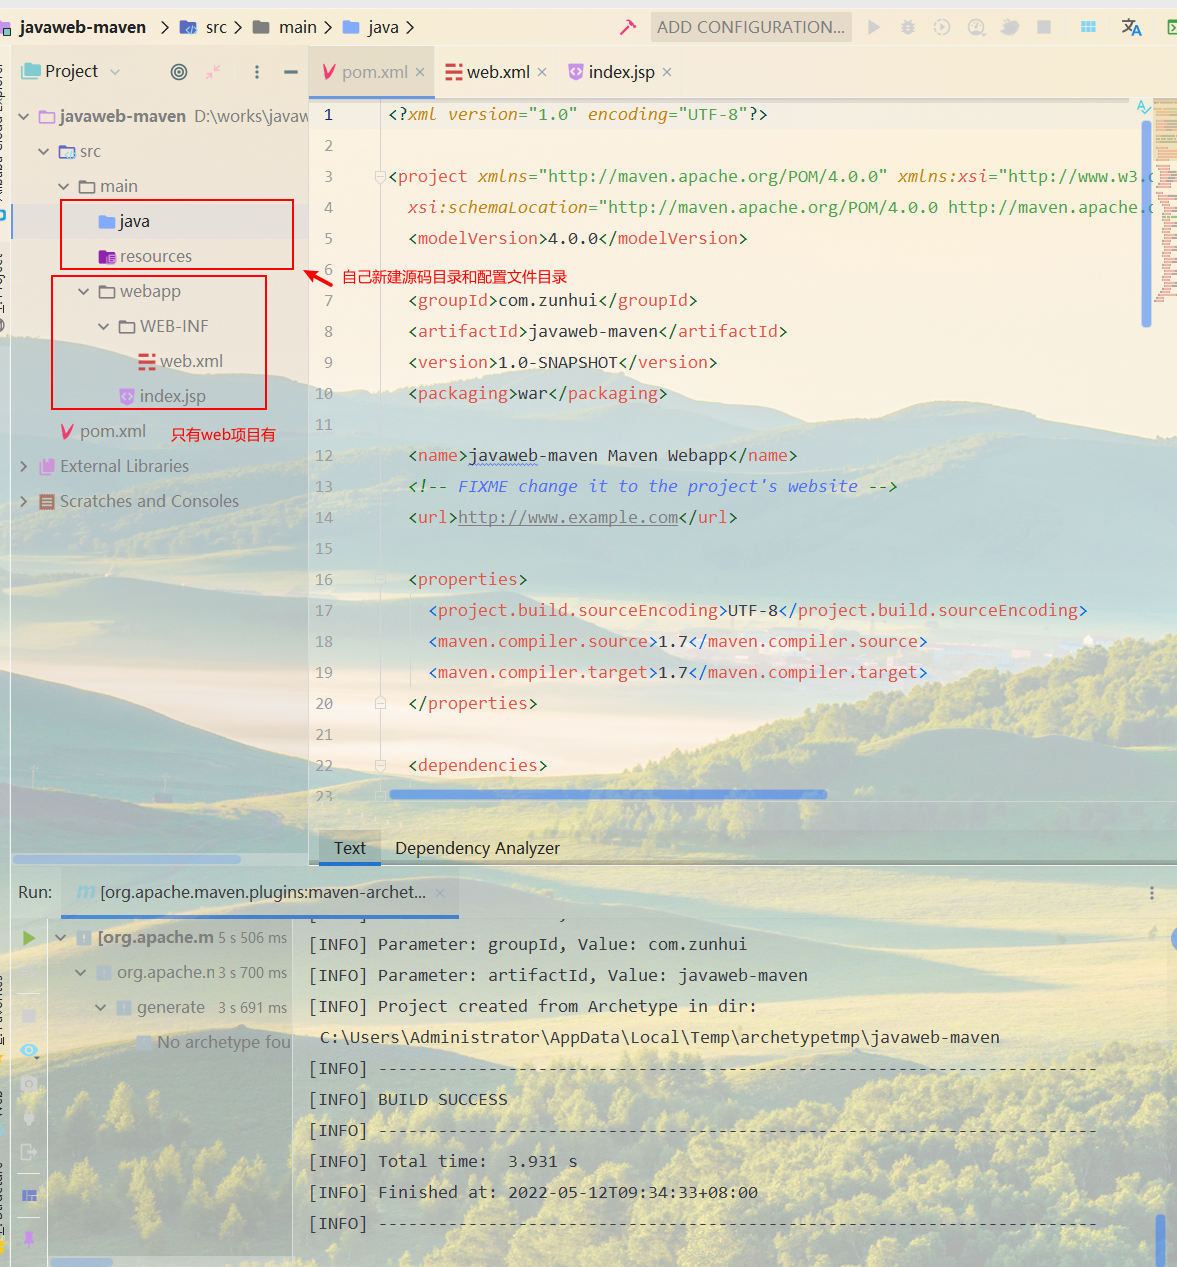 javaweb-maven > src > main > java >
ADD CONFIGURATION...
Project
pom.xml
web.xml
index.jsp
javaweb-maven D:\works\javaw
src
main
java
resources
webapp
WEB-INF
web.xml
index.jsp
pom.xml
External Libraries
Scratches and Consoles
自己新建源码目录和配置文件目录
只有web项目有
1 <?xml version="1.0" encoding="UTF-8"?>
2
3 <project xmlns="http://maven.apache.org/POM/4.0.0" xmlns:xsi="http://www.w3.o
4 xsi:schemaLocation="http://maven.apache.org/POM/4.0.0 http://maven.apache.o
5 <modelVersion>4.0.0</modelVersion>
6
7 <groupId>com.zunhui</groupId>
8 <artifactId>javaweb-maven</artifactId>
9 <version>1.0-SNAPSHOT</version>
10 <packaging>war</packaging>
11
12 <name>javaweb-maven Maven Webapp</name>
13 <!-- FIXME change it to the project's website -->
14 <url>http://www.example.com</url>
15
16 <properties>
17 <project.build.sourceEncoding>UTF-8</project.build.sourceEncoding>
18 <maven.compiler.source>1.7</maven.compiler.source>
19 <maven.compiler.target>1.7</maven.compiler.target>
20 </properties>
21
22 <dependencies>
23
Text Dependency Analyzer
Run: [org.apache.maven.plugins:maven-archet...
[org.apache.m 5 s 506 ms
org.apache.n 3 s 700 ms
generate 3 s 691 ms
No archetype fou
[INFO] Parameter: groupId, Value: com.zunhui
[INFO] Parameter: artifactId, Value: javaweb-maven
[INFO] Project created from Archetype in dir:
C:\Users\Administrator\AppData\Local\Temp\archetypetmp\javaweb-maven
[INFO] ------------------------------------------------------------------------
[INFO] BUILD SUCCESS
[INFO] ------------------------------------------------------------------------
[INFO] Total time:  3.931 s
[INFO] Finished at: 2022-05-12T09:34:33+08:00
[INFO] ------------------------------------------------------------------------